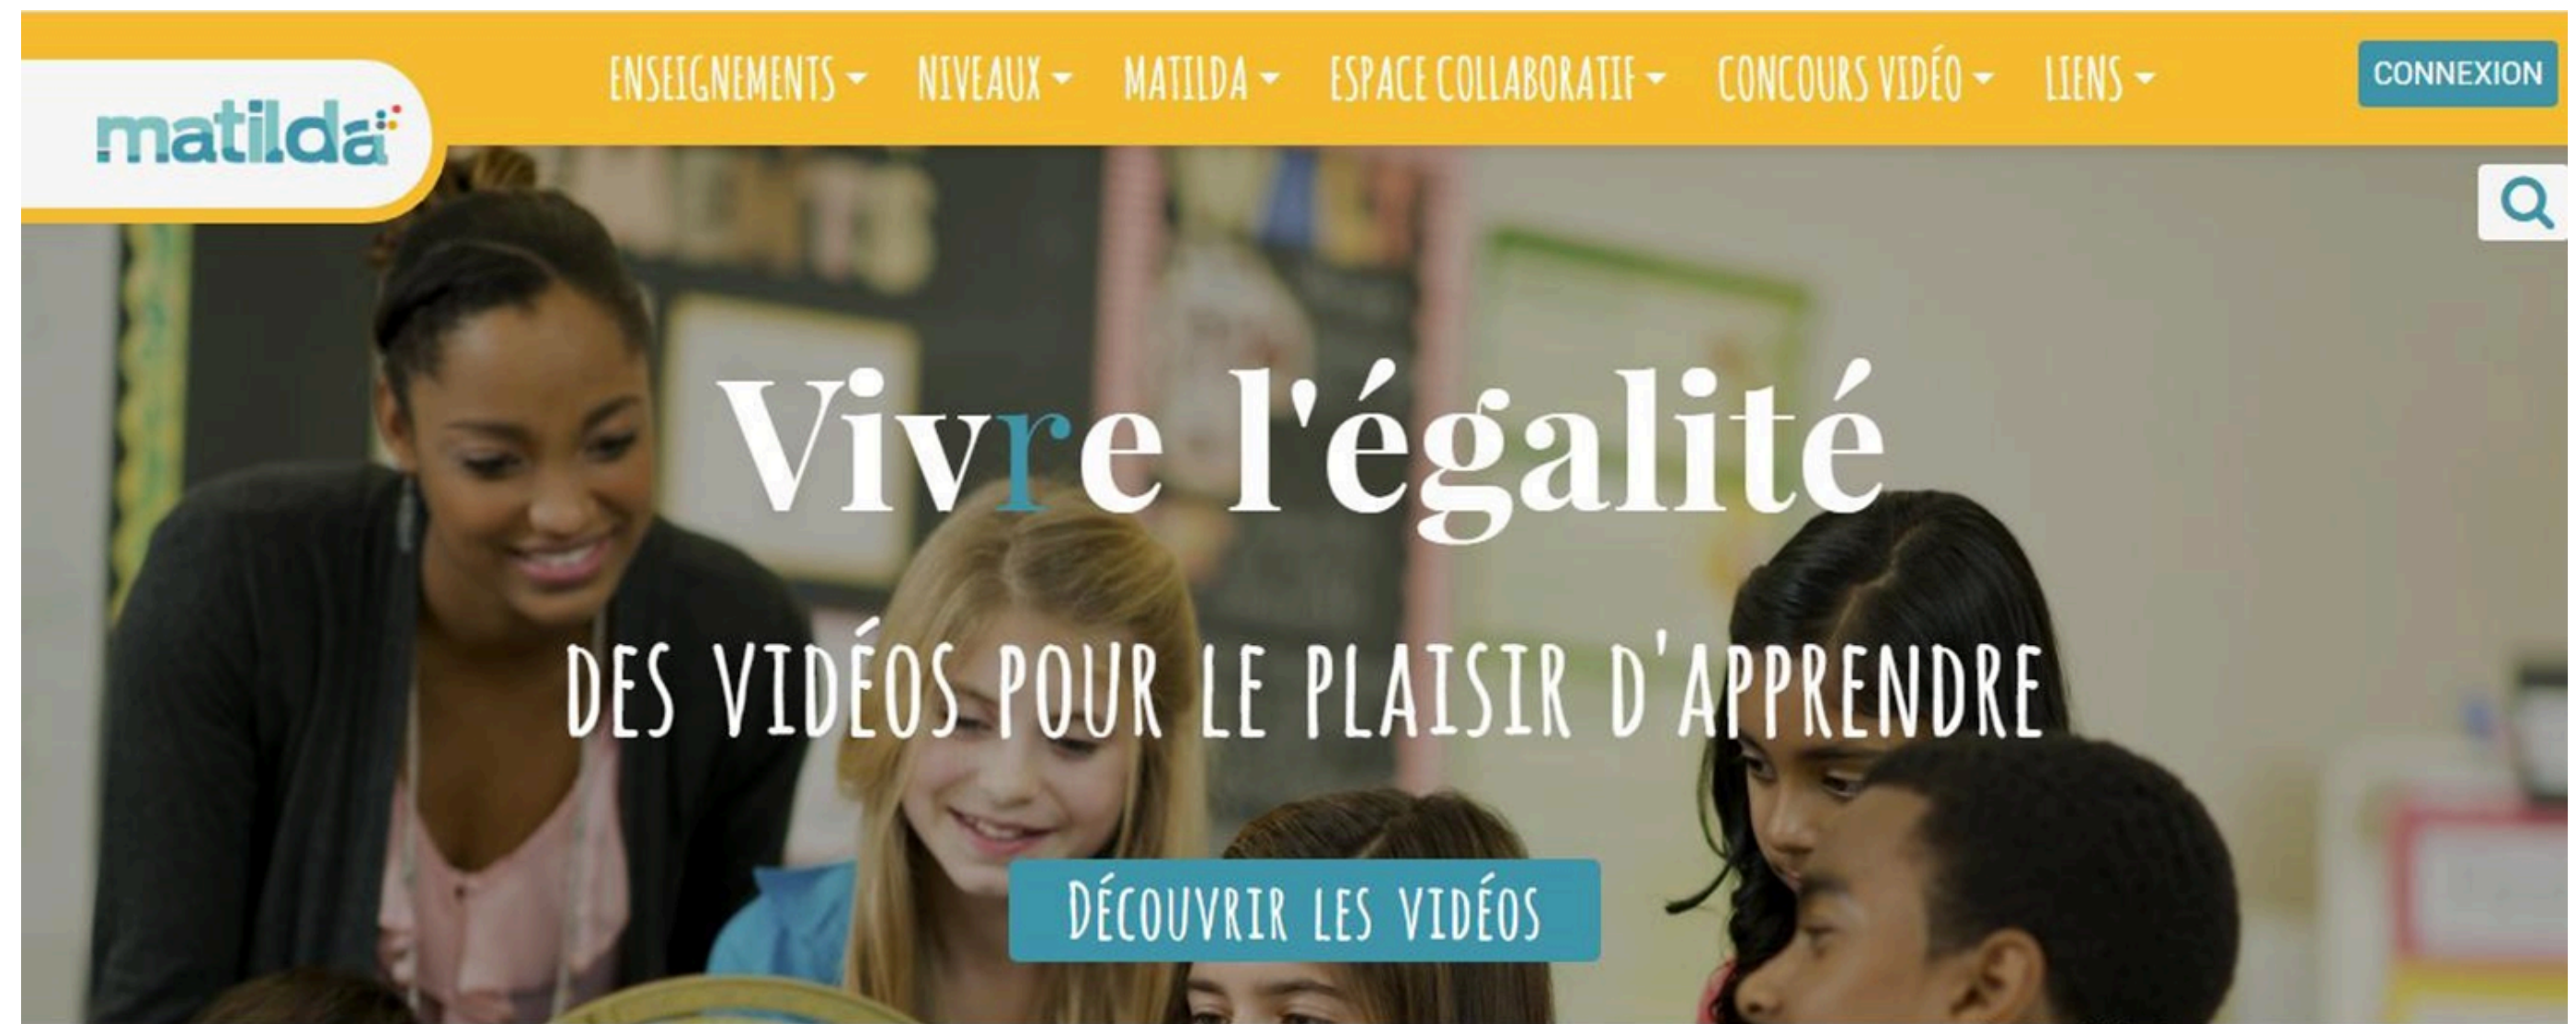 matilda
ENSEIGNEMENTS NIVEAUX MATILDA ESPACE COLLABORATIF CONCOURS VIDÉO LIENS CONNEXION
Vivre l'égalité
DES VIDÉOS POUR LE PLAISIR D'APPRENDRE
DÉCOUVRIR LES VIDÉOS